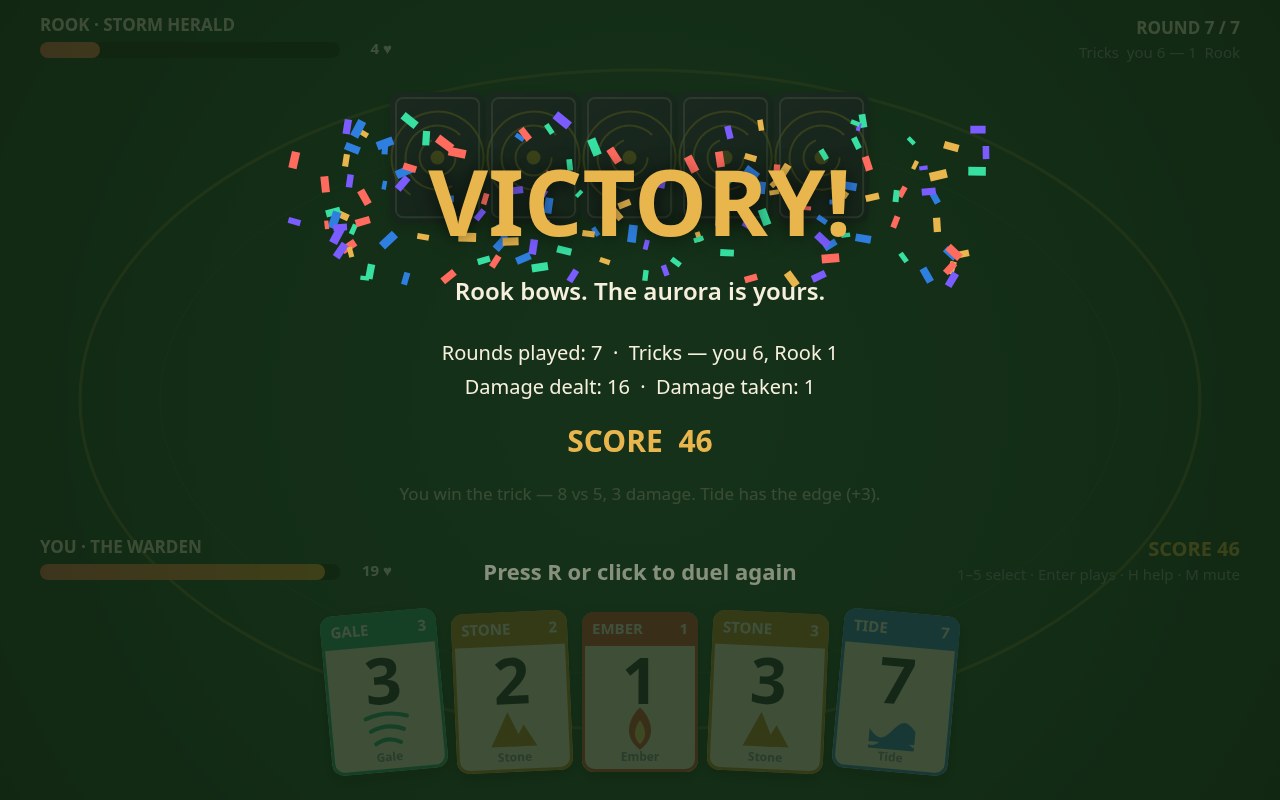 ROOK · STORM HERALD
4 ♥
ROUND 7 / 7
Tricks you 6 — 1 Rook
VICTORY!
Rook bows. The aurora is yours.
Rounds played: 7 · Tricks — you 6, Rook 1
Damage dealt: 16 · Damage taken: 1
SCORE 46
You win the trick — 8 vs 5, 3 damage. Tide has the edge (+3).
YOU · THE WARDEN
19 ♥
Press R or click to duel again
SCORE 46
1–5 select · Enter plays · H help · M mute
GALE 3
3
Gale
STONE 2
2
Stone
EMBER 1
1
Ember
STONE 3
3
Stone
TIDE 7
7
Tide